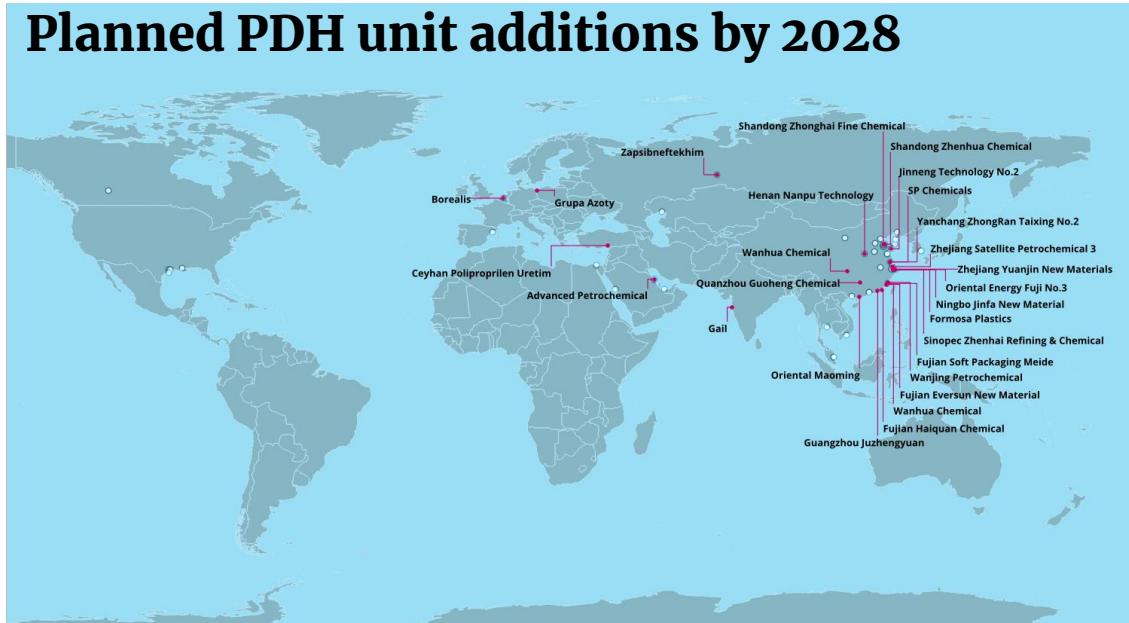 Planned PDH unit additions by 2028
Shandong Zhonghai Fine Chemical
Shandong Zhenhua Chemical
Zapsibneftekhim
Jinneng Technology No.2
SP Chemicals
Henan Nanpu Technology
Borealis
Grupa Azoty
Yanchang ZhongRan Taixing No.2
Zhejiang Satellite Petrochemical 3
Wanhua Chemical
Zhejiang Yuanjin New Materials
Ceyhan Polipropilen Uretim
Quanzhou Guoheng Chemical
Oriental Energy Fuji No.3
Advanced Petrochemical
Ningbo Jinfa New Material
Formosa Plastics
Gail
Sinopec Zhenhai Refining & Chemical
Fujian Soft Packaging Meide
Oriental Maoming
Wanjing Petrochemical
Fujian Eversun New Material
Wanhua Chemical
Fujian Haiquan Chemical
Guangzhou Juzhengyuan